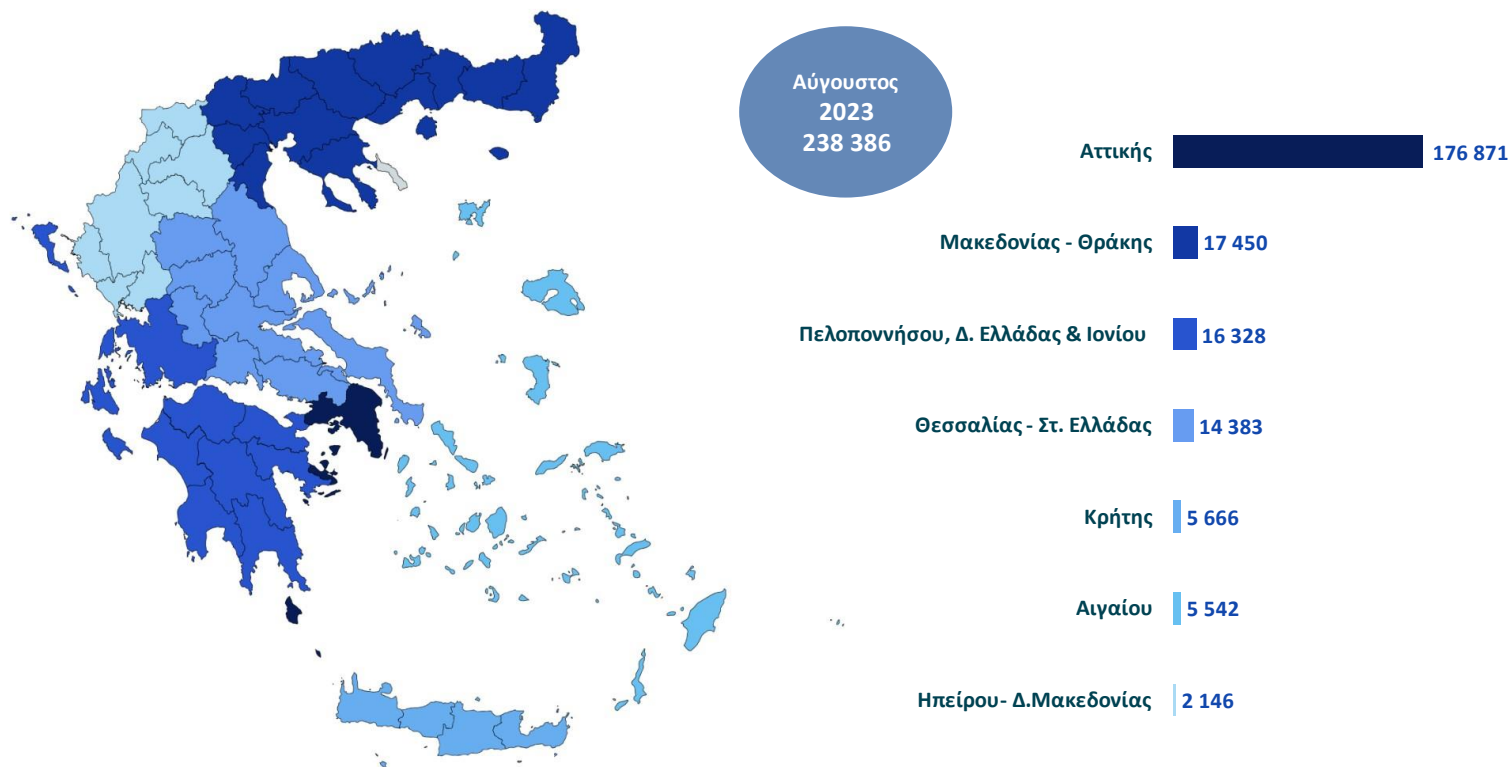 Αύγουστος
2023
238 386
Αττικής 176 871
Μακεδονίας - Θράκης 17 450
Πελοποννήσου, Δ. Ελλάδας & Ιονίου 16 328
Θεσσαλίας - Στ. Ελλάδας 14 383
Κρήτης 5 666
Αιγαίου 5 542
Ηπείρου- Δ.Μακεδονίας 2 146